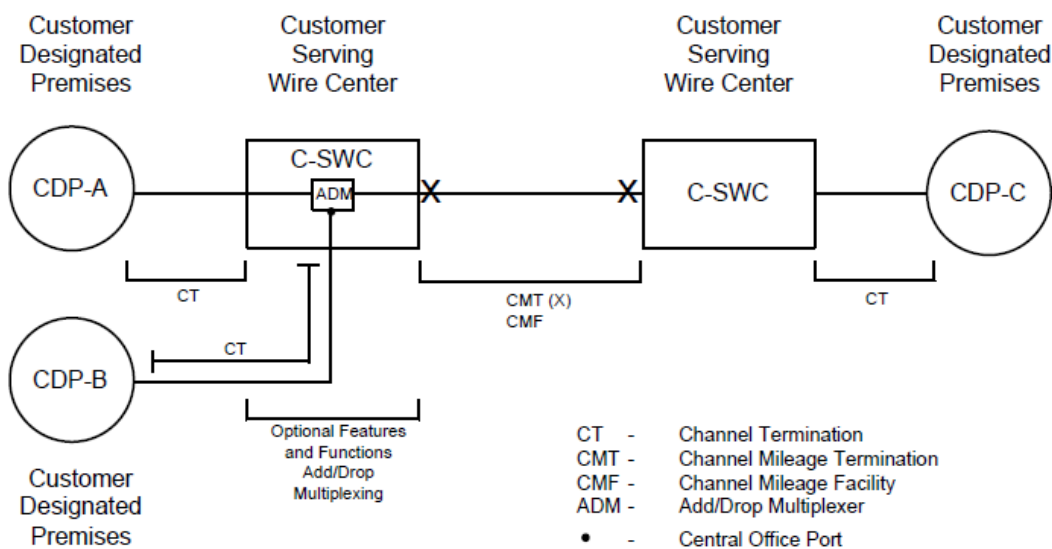 Customer
Designated
Premises
Customer
Serving
Wire Center
Customer
Serving
Wire Center
Customer
Designated
Premises
CDP-A
C-SWC
ADM
X
X
C-SWC
CDP-C
CT
CMT (X)
CMF
CT
CT
CDP-B
Optional Features
and Functions
Add/Drop
Multiplexing
Customer
Designated
Premises
CT - Channel Termination
CMT - Channel Mileage Termination
CMF - Channel Mileage Facility
ADM - Add/Drop Multiplexer
• - Central Office Port